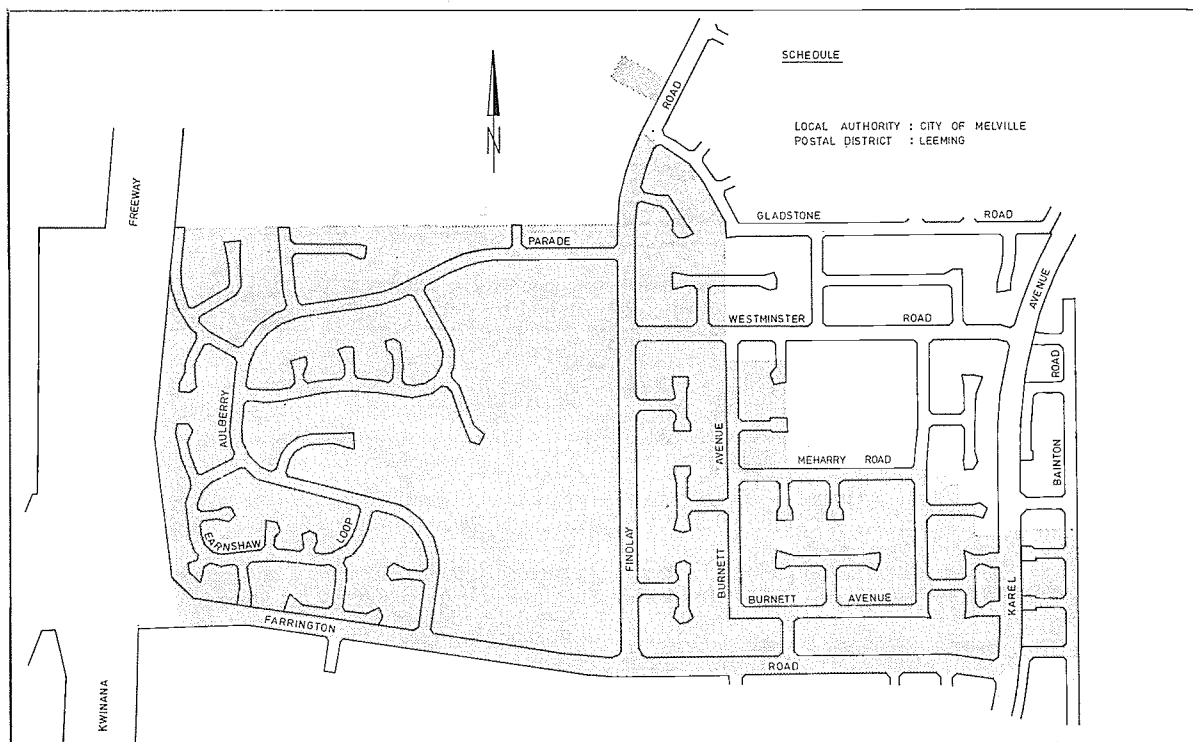 SCHEDULE
LOCAL AUTHORITY : CITY OF MELVILLE
POSTAL DISTRICT : LEEMING
ROAD
N
FREEWAY
GLADSTONE ROAD
PARADE
AVENUE
WESTMINSTER ROAD
ROAD
AULBERRY
AVENUE
MEHARRY ROAD
BAINTON
EARNSHAW LOOP
FINDLAY
BURNETT
BURNETT AVENUE
KAREL
FARRINGTON
ROAD
KWINANA